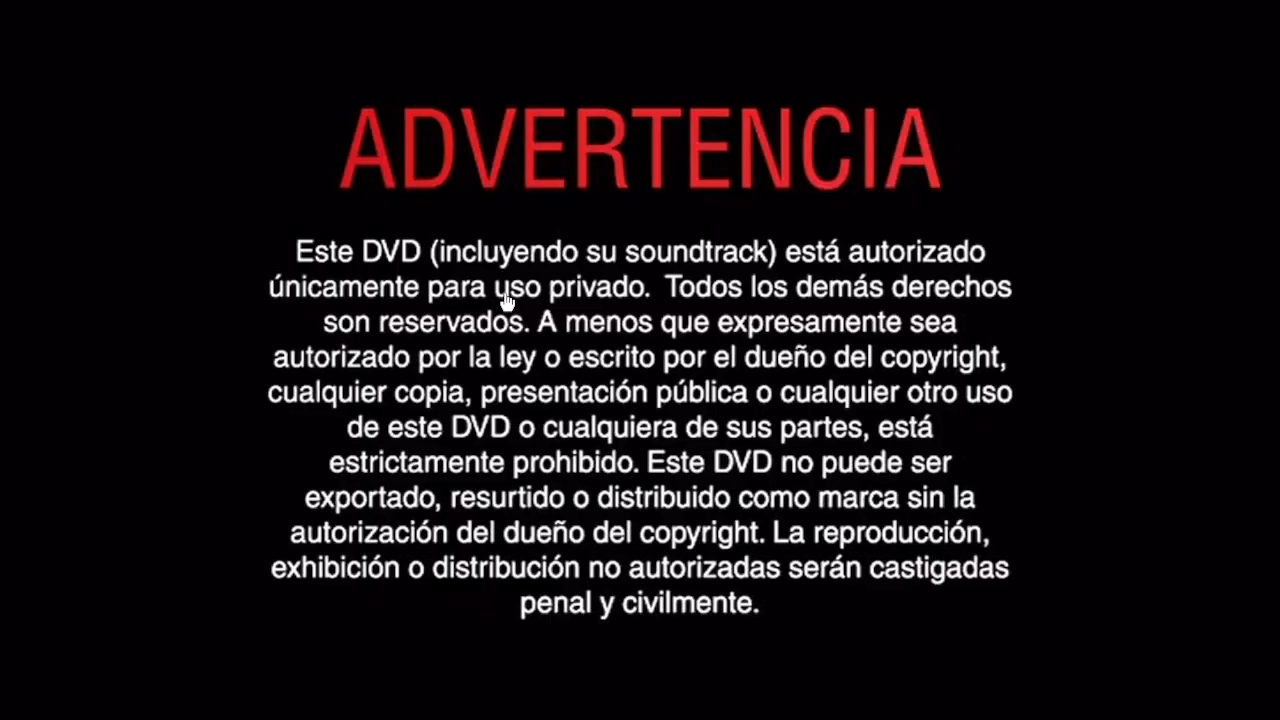 ADVERTENCIA
Este DVD (incluyendo su soundtrack) está autorizado
únicamente para uso privado.  Todos los demás derechos
son reservados. A menos que expresamente sea
autorizado por la ley o escrito por el dueño del copyright,
cualquier copia, presentación pública o cualquier otro uso
de este DVD o cualquiera de sus partes, está
estrictamente prohibido. Este DVD no puede ser
exportado, resurtido o distribuido como marca sin la
autorización del dueño del copyright. La reproducción,
exhibición o distribución no autorizadas serán castigadas
penal y civilmente.